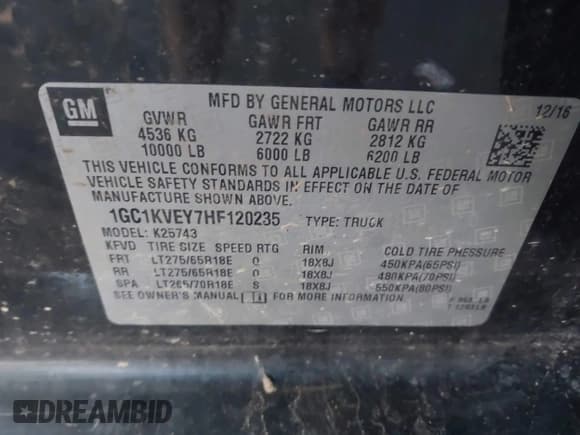 GM
MFD BY GENERAL MOTORS LLC
12/16
GVWR GAWR FRT GAWR RR
4536 KG 2722 KG 2812 KG
10000 LB 6000 LB 6200 LB
THIS VEHICLE CONFORMS TO ALL APPLICABLE U.S. FEDERAL MOTOR
VEHICLE SAFETY STANDARDS IN EFFECT ON THE DATE OF
MANUFACTURE SHOWN ABOVE.
1GC1KVEY7HF120235 TYPE: TRUCK
MODEL: K25743
KFVD TIRE SIZE SPEED RTG RIM COLD TIRE PRESSURE
FRT LT275/65R18E Q 18X8J 450KPA(65PSI)
RR LT275/65R18E Q 18X8J 480KPA(70PSI)
SPA LT265/70R18E S 18X8J 550KPA(80PSI)
SEE OWNER'S MANUAL FOR MORE INFORMATION.
DREAMBID